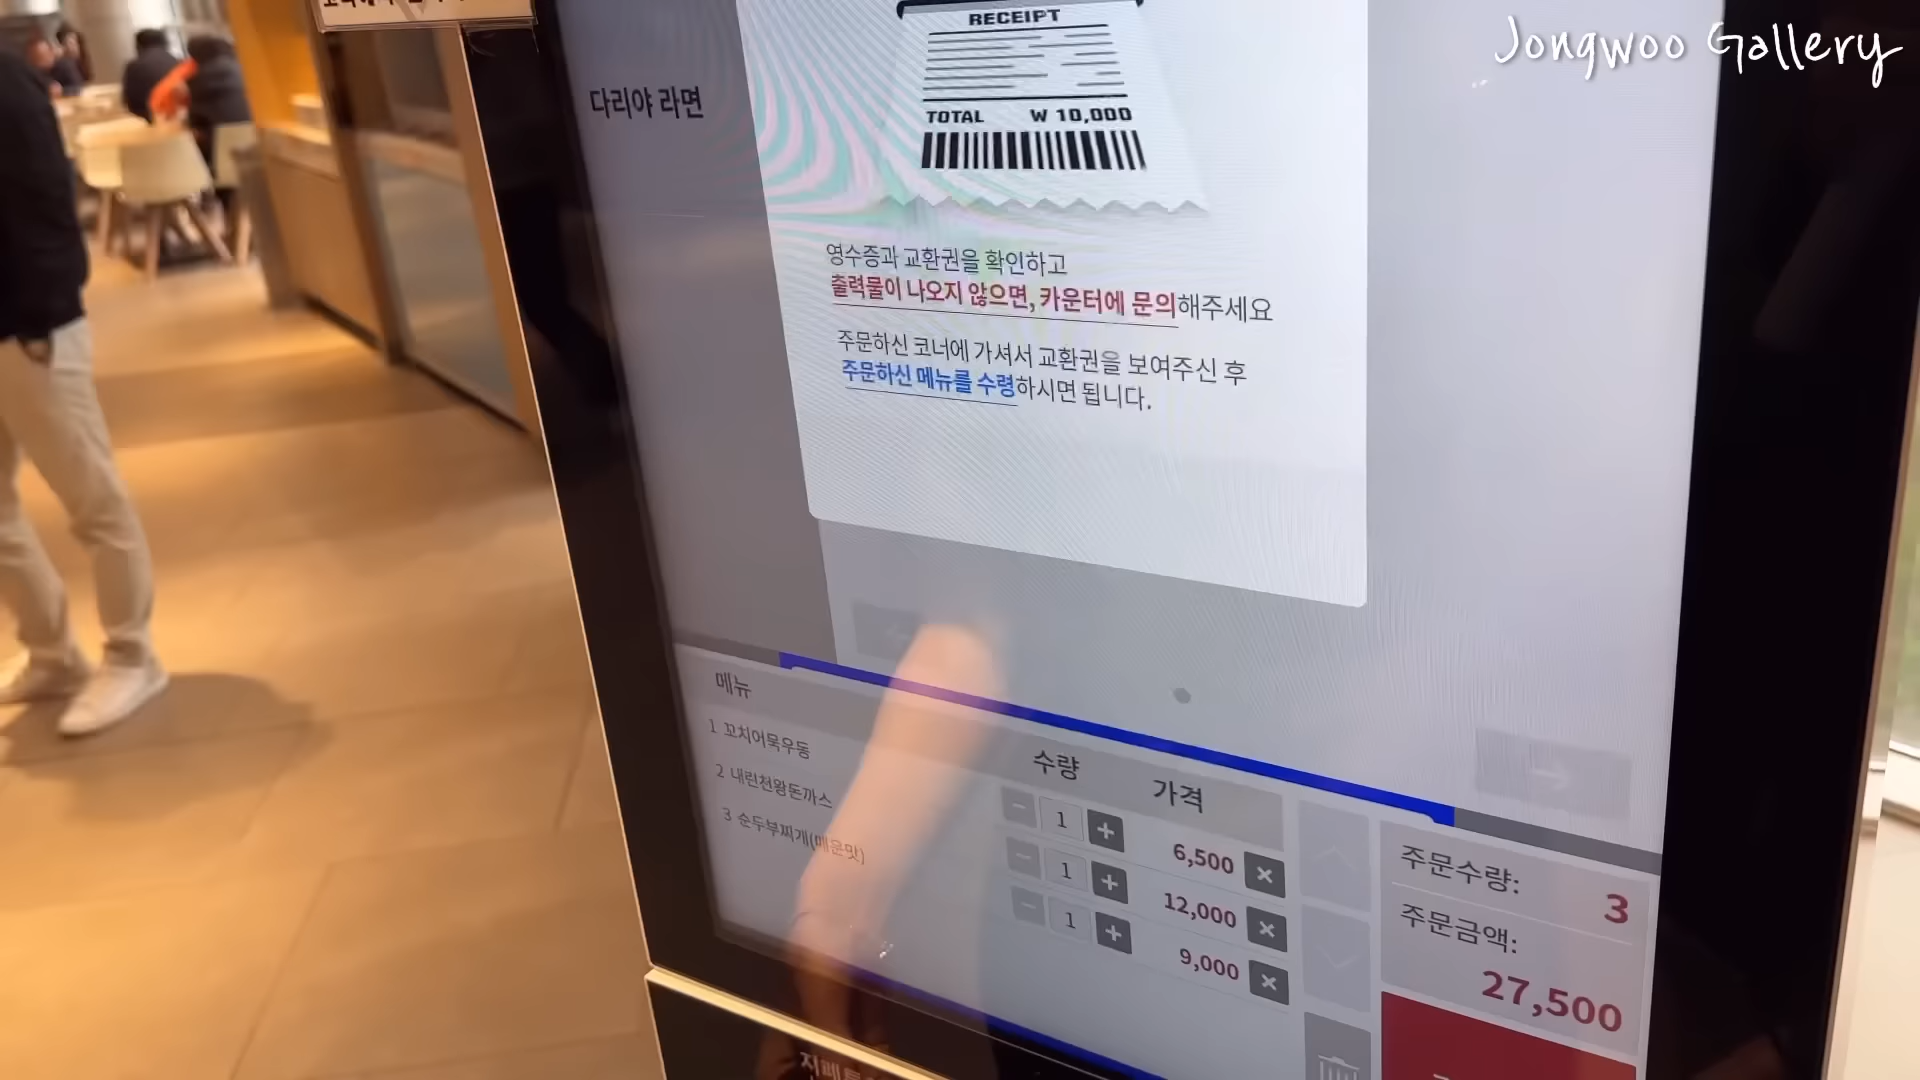 Jongwoo Gallery
RECEIPT
다리야 라면
TOTAL W 10,000
영수증과 교환권을 확인하고
출력물이 나오지 않으면, 카운터에 문의해주세요
주문하신 코너에 가셔서 교환권을 보여주신 후
주문하신 메뉴를 수령하시면 됩니다.
메뉴 수량 가격
1 꼬치어묵우동 - 1 + 6,500 ×
2 내린천왕돈까스 - 1 + 12,000 ×
3 순두부찌개(매운맛) - 1 + 9,000 ×
주문수량: 3
주문금액:
27,500